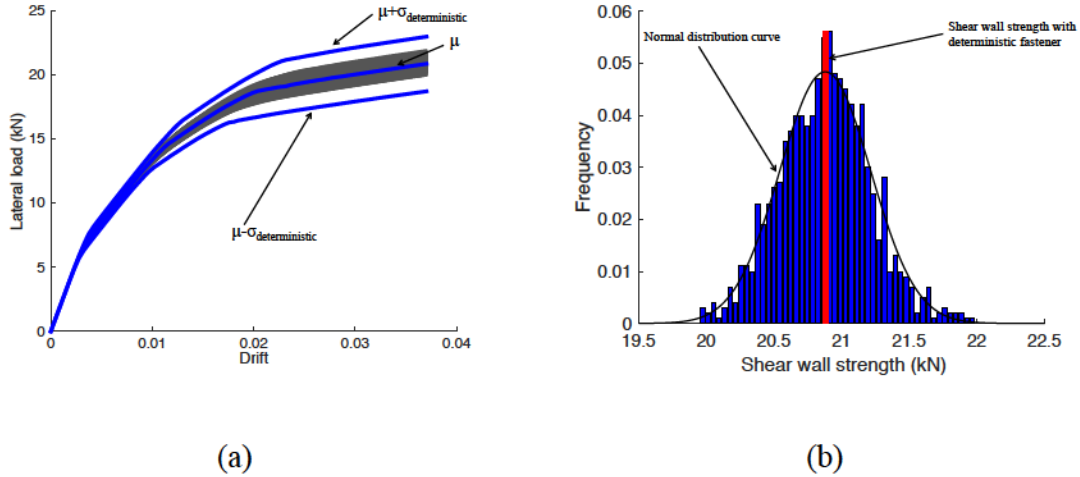 25
20
15
10
5
0
Lateral load (kN)
0
0.01
0.02
0.03
0.04
Drift
μ+σdeterministic
μ
μ-σdeterministic
(a)
0.06
0.05
0.04
0.03
0.02
0.01
0
Frequency
19.5
20
20.5
21
21.5
22
22.5
Shear wall strength (kN)
Normal distribution curve
Shear wall strength with
deterministic fastener
(b)